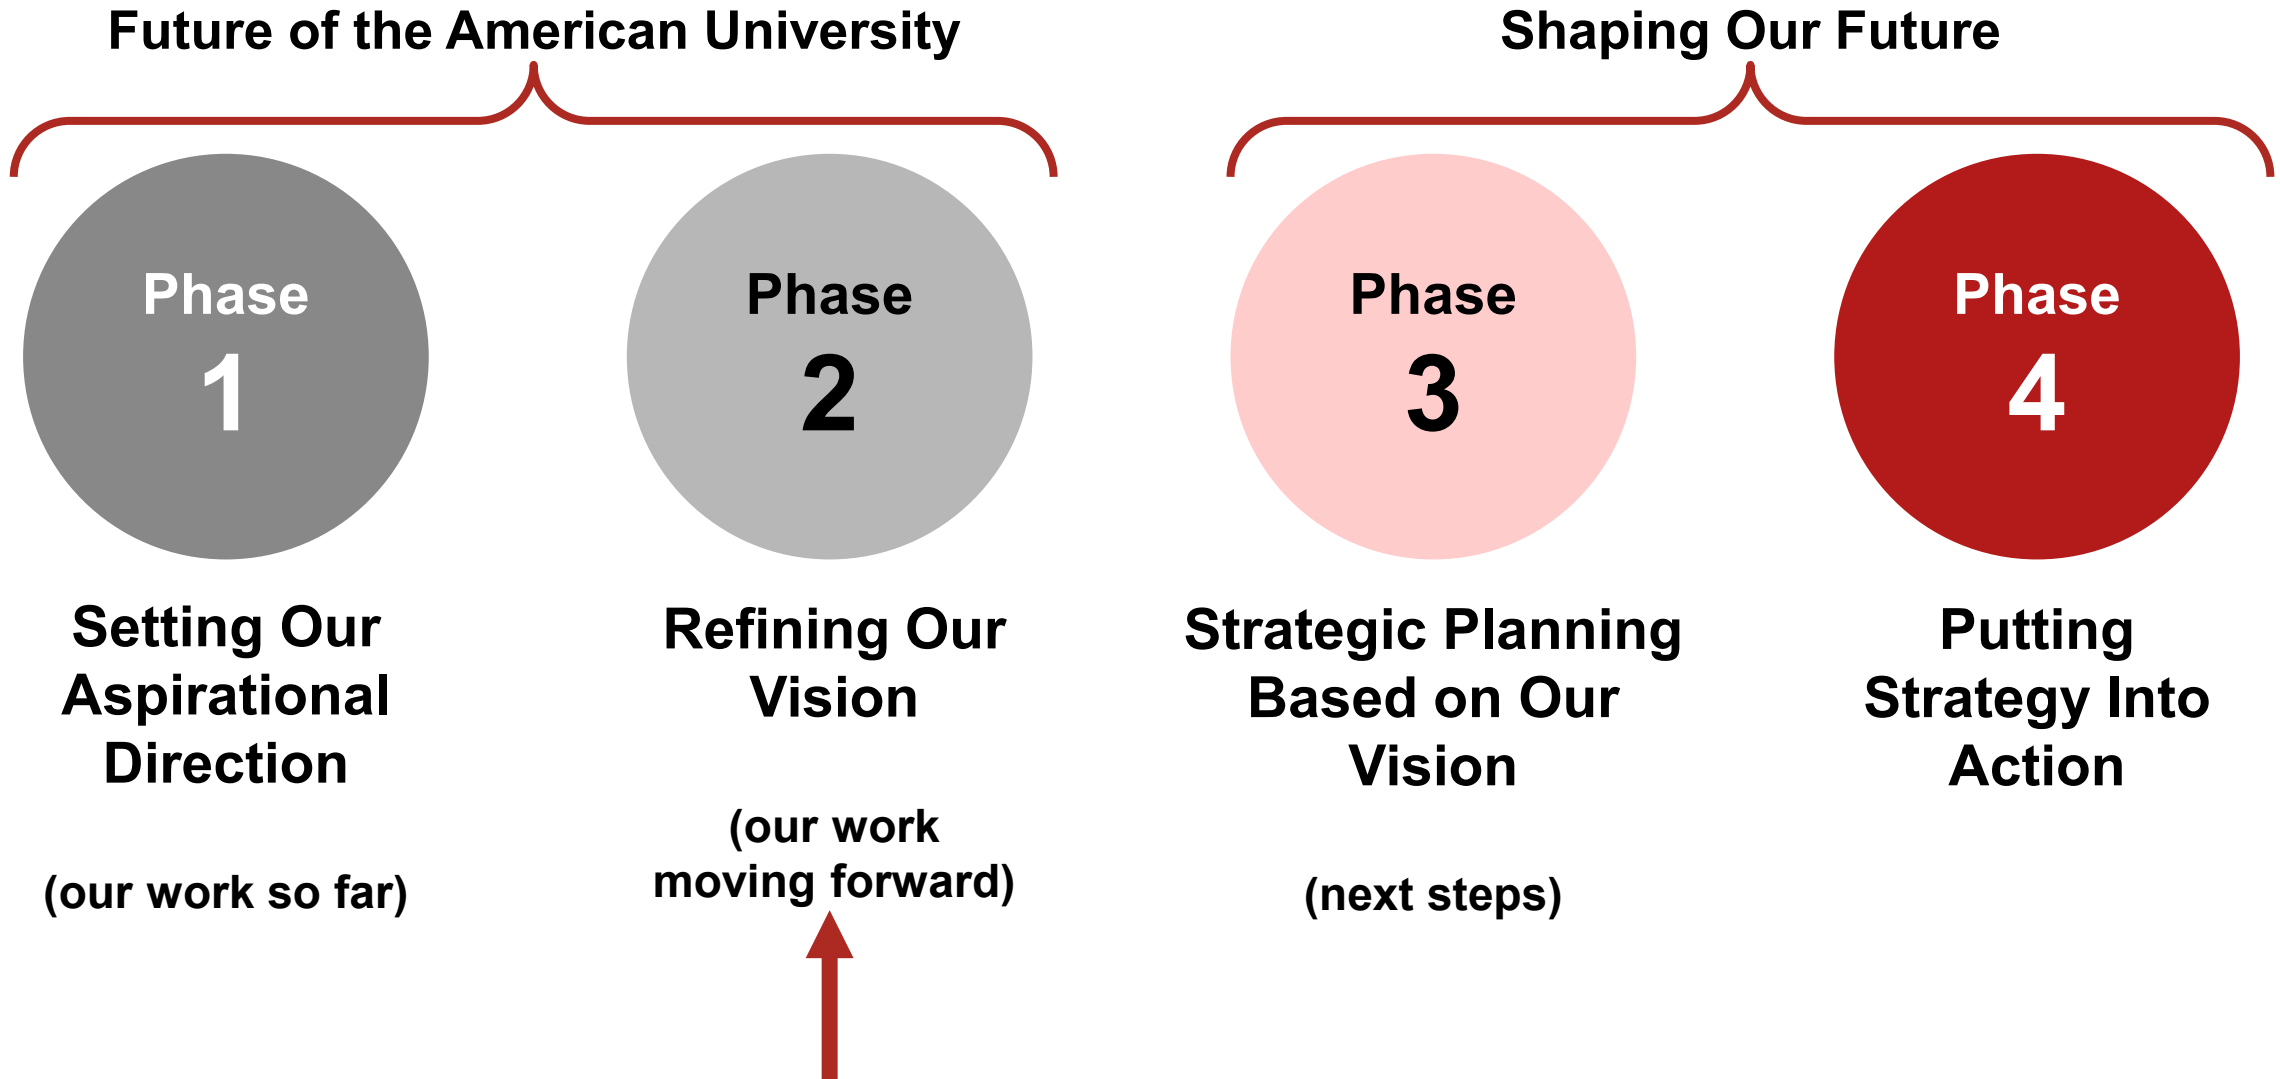 Future of the American University
Shaping Our Future
Phase
1
Phase
2
Phase
3
Phase
4
Setting Our
Aspirational
Direction
(our work so far)
Refining Our
Vision
(our work
moving forward)
Strategic Planning
Based on Our
Vision
(next steps)
Putting
Strategy Into
Action